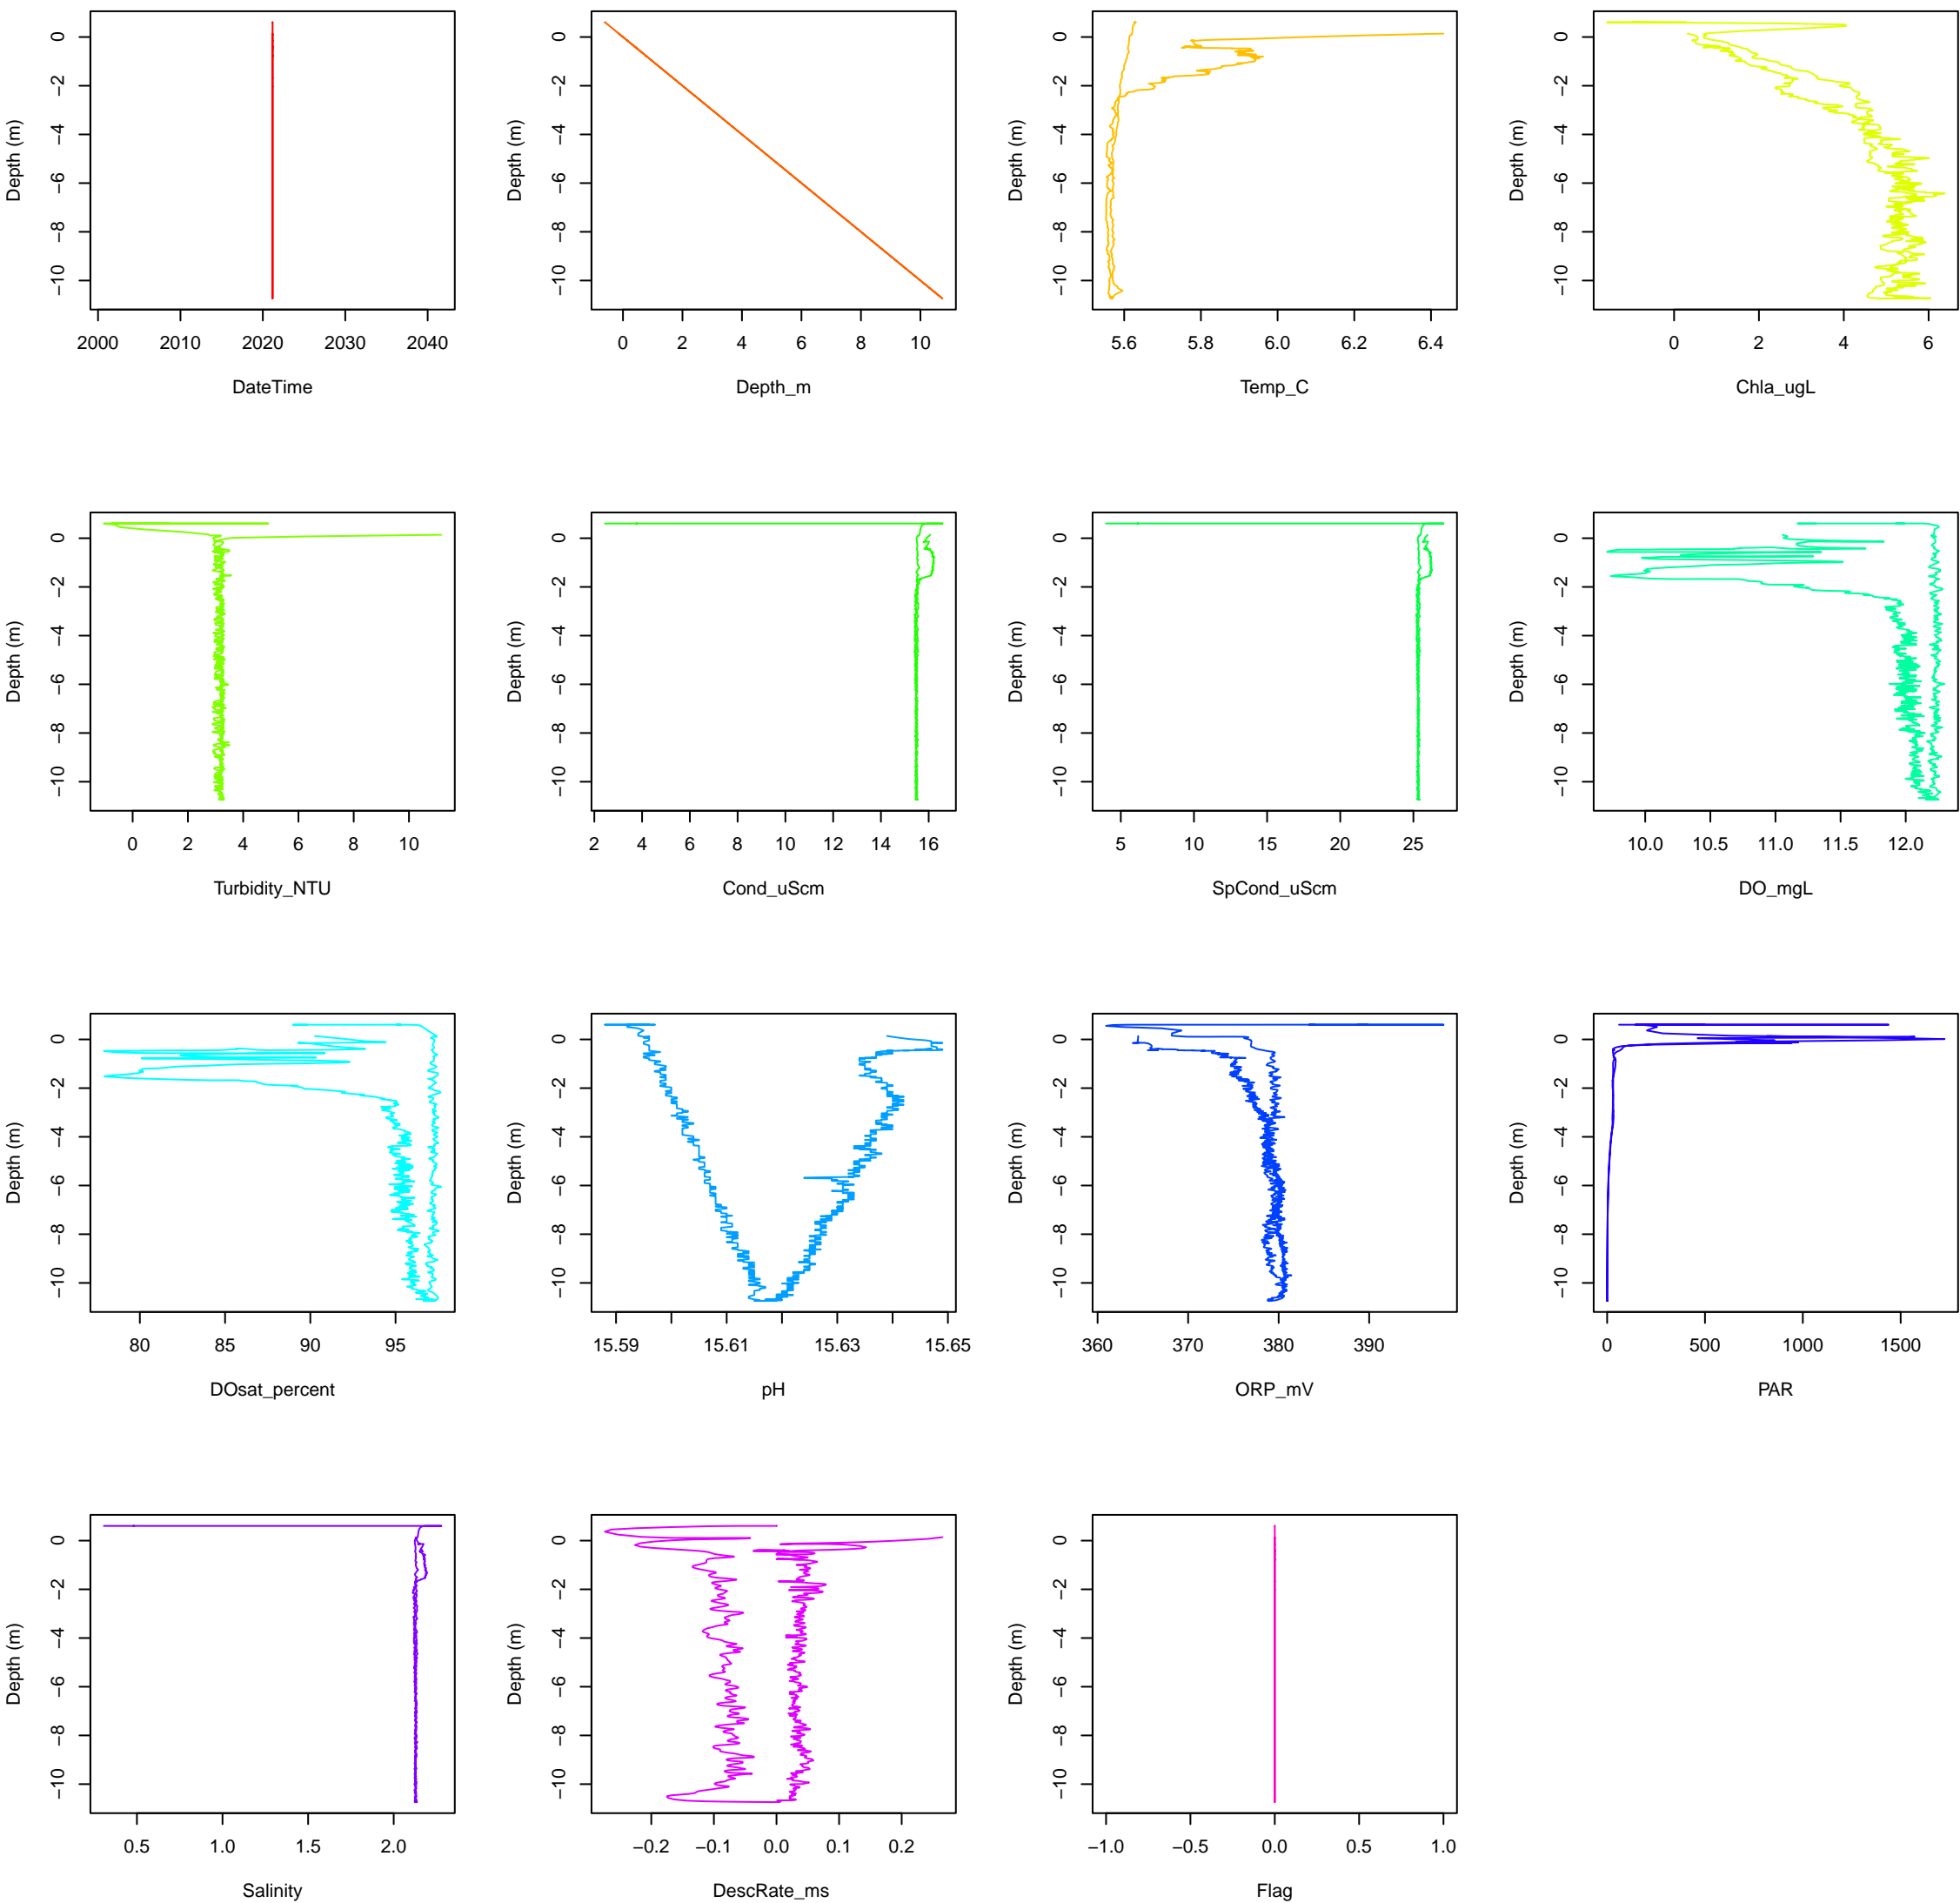 Depth (m)
0
−2
−4
−6
−8
−10
2000 2010 2020 2030 2040
DateTime
Depth (m)
0
−2
−4
−6
−8
−10
0 2 4 6 8 10
Depth_m
Depth (m)
0
−2
−4
−6
−8
−10
5.6 5.8 6.0 6.2 6.4
Temp_C
Depth (m)
0
−2
−4
−6
−8
−10
0 2 4 6
Chla_ugL
Depth (m)
0
−2
−4
−6
−8
−10
0 2 4 6 8 10
Turbidity_NTU
Depth (m)
0
−2
−4
−6
−8
−10
2 4 6 8 10 12 14 16
Cond_uScm
Depth (m)
0
−2
−4
−6
−8
−10
5 10 15 20 25
SpCond_uScm
Depth (m)
0
−2
−4
−6
−8
−10
10.0 10.5 11.0 11.5 12.0
DO_mgL
Depth (m)
0
−2
−4
−6
−8
−10
80 85 90 95
DOsat_percent
Depth (m)
0
−2
−4
−6
−8
−10
15.59 15.61 15.63 15.65
pH
Depth (m)
0
−2
−4
−6
−8
−10
360 370 380 390
ORP_mV
Depth (m)
0
−2
−4
−6
−8
−10
0 500 1000 1500
PAR
Depth (m)
0
−2
−4
−6
−8
−10
0.5 1.0 1.5 2.0
Salinity
Depth (m)
0
−2
−4
−6
−8
−10
−0.2 −0.1 0.0 0.1 0.2
DescRate_ms
Depth (m)
0
−2
−4
−6
−8
−10
−1.0 −0.5 0.0 0.5 1.0
Flag